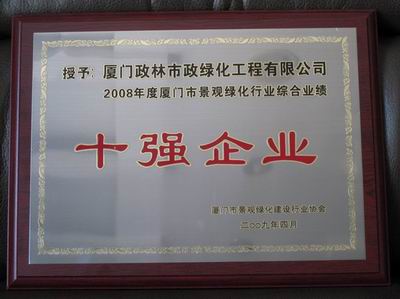 授予：厦门政林市政绿化工程有限公司
2008年度厦门市景观绿化行业综合业绩
十强企业
厦门市景观绿化建设行业协会
二〇〇九年四月